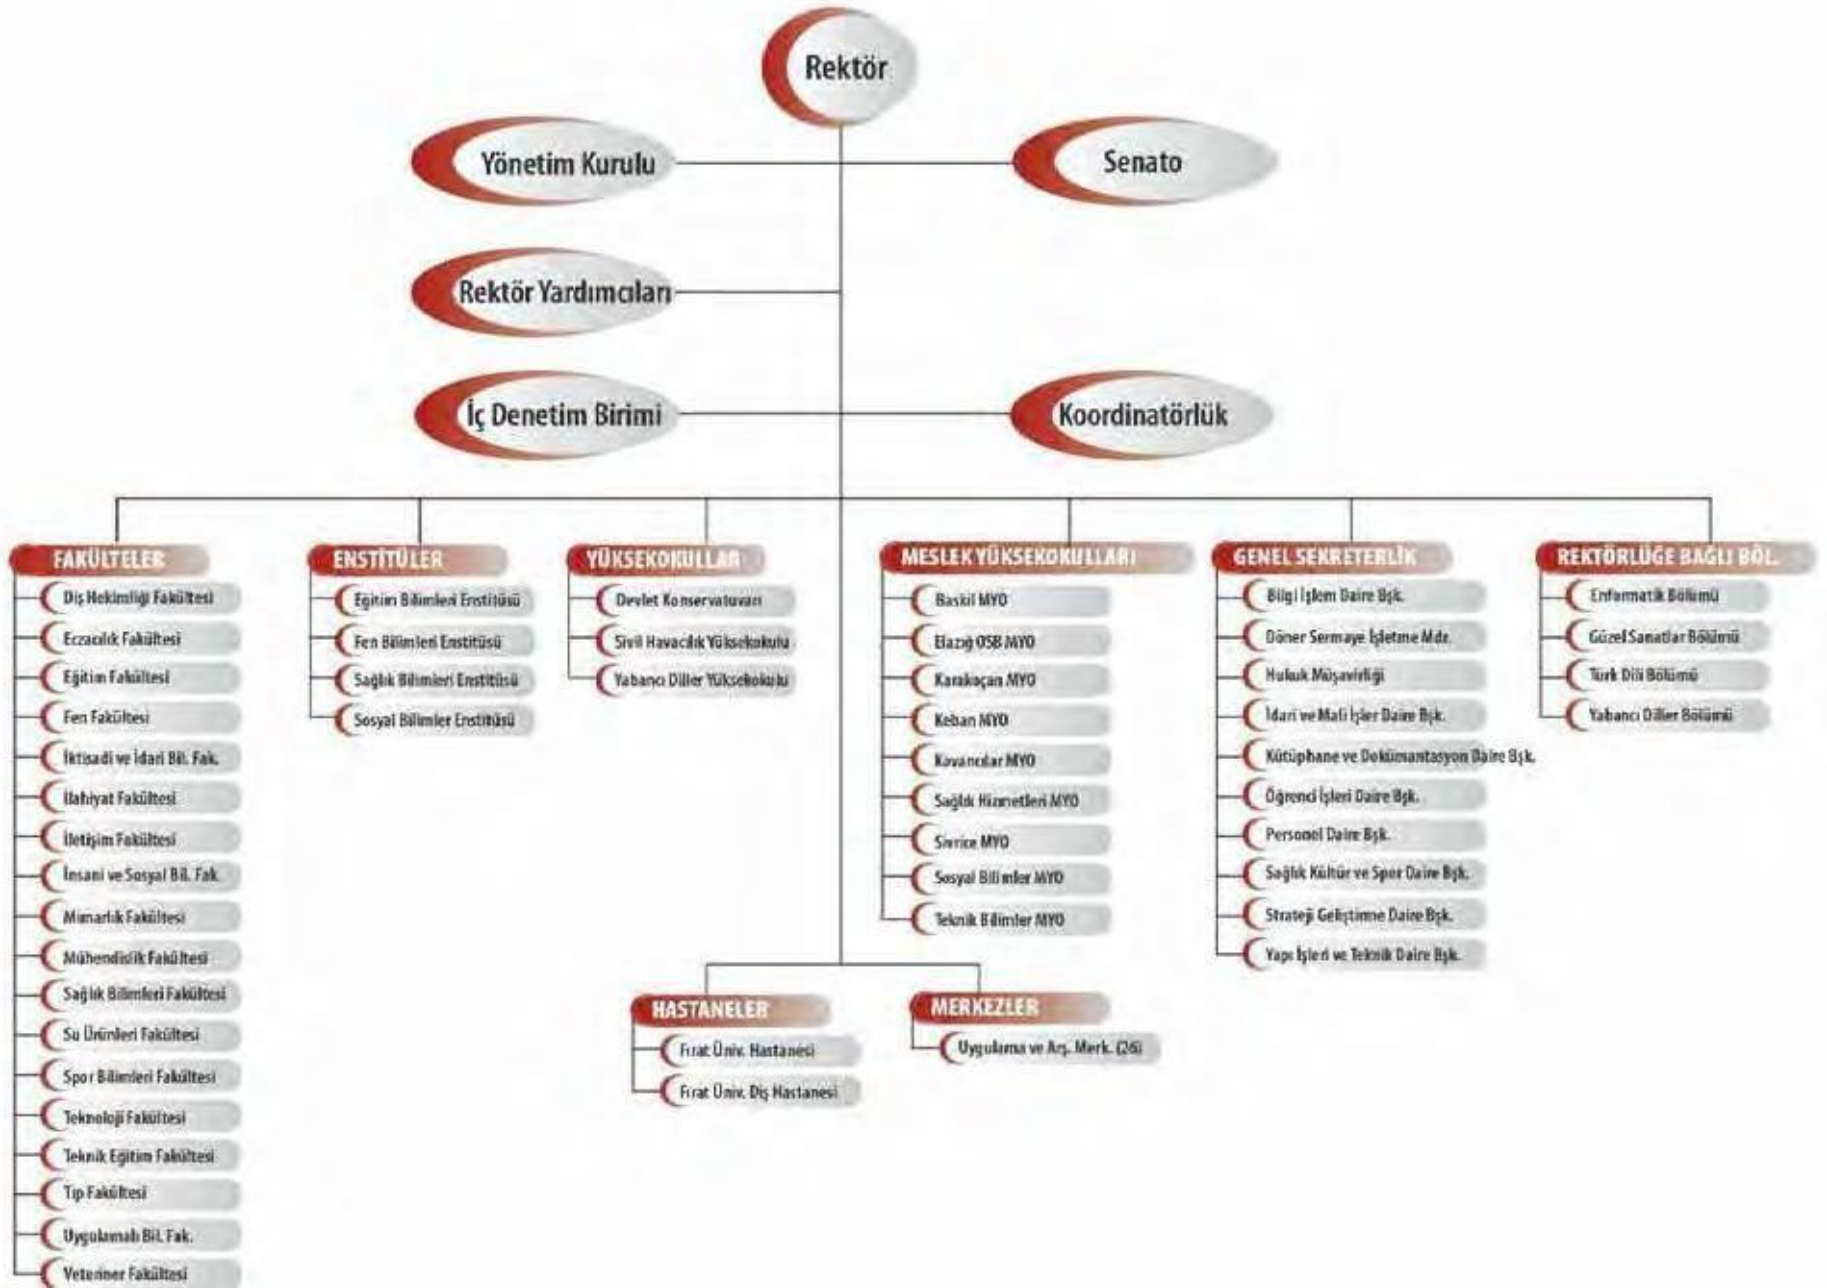 Rektör
Yönetim Kurulu
Senato
Rektör Yardımcıları
İç Denetim Birimi
Koordinatörlük
FAKÜLTELER
Diş Hekimliği Fakültesi
Eczacılık Fakültesi
Eğitim Fakültesi
Fen Fakültesi
İktisadi ve İdari Bil. Fak.
İlahiyat Fakültesi
İletişim Fakültesi
İnsani ve Sosyal Bil. Fak
Mimarlık Fakültesi
Mühendislik Fakültesi
Sağlık Bilimleri Fakültesi
Su Ürünleri Fakültesi
Spor Bilimleri Fakültesi
Teknoloji Fakültesi
Teknik Eğitim Fakültesi
Tıp Fakültesi
Uygulamalı Bil. Fak.
Veteriner Fakültesi
ENSTİTÜLER
Eğitim Bilimleri Enstitüsü
Fen Bilimleri Enstitüsü
Sağlık Bilimleri Enstitüsü
Sosyal Bilimler Enstitüsü
YÜKSEKOKULLAR
Devlet Konservatuvarı
Sivil Havacılık Yüksekokulu
Yabancı Diller Yüksekokulu
MESLEK YÜKSEKOKULLARI
Baskil MYO
Elazığ OSB MYO
Karakoçan MYO
Keban MYO
Kovancılar MYO
Sağlık Hizmetleri MYO
Sivrice MYO
Sosyal Bilimler MYO
Teknik Bilimler MYO
GENEL SEKRETERLİK
Bilgi İşlem Daire Bşk.
Döner Sermaye İşletme Mdr.
Hukuk Müşavirliği
İdari ve Mali İşler Daire Bşk.
Kütüphane ve Dokümantasyon Daire Bşk.
Öğrenci İşleri Daire Bşk.
Personel Daire Bşk.
Sağlık Kültür ve Spor Daire Bşk.
Strateji Geliştirme Daire Bşk.
Yapı İşleri ve Teknik Daire Bşk.
REKTÖRLÜĞE BAĞLI BÖL.
Enformatik Bölümü
Güzel Sanatlar Bölümü
Türk Dili Bölümü
Yabancı Diller Bölümü
HASTANELER
Fırat Üniv. Hastanesi
Fırat Üniv. Diş Hastanesi
MERKEZLER
Uygulama ve Arş. Merk. (26)